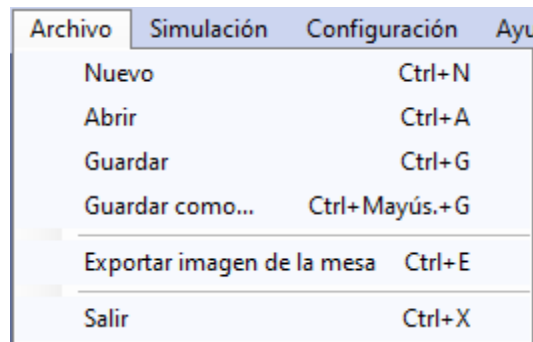 Archivo Simulación Configuración Ayu
Nuevo Ctrl+N
Abrir Ctrl+A
Guardar Ctrl+G
Guardar como... Ctrl+Mayús.+G
Exportar imagen de la mesa Ctrl+E
Salir Ctrl+X